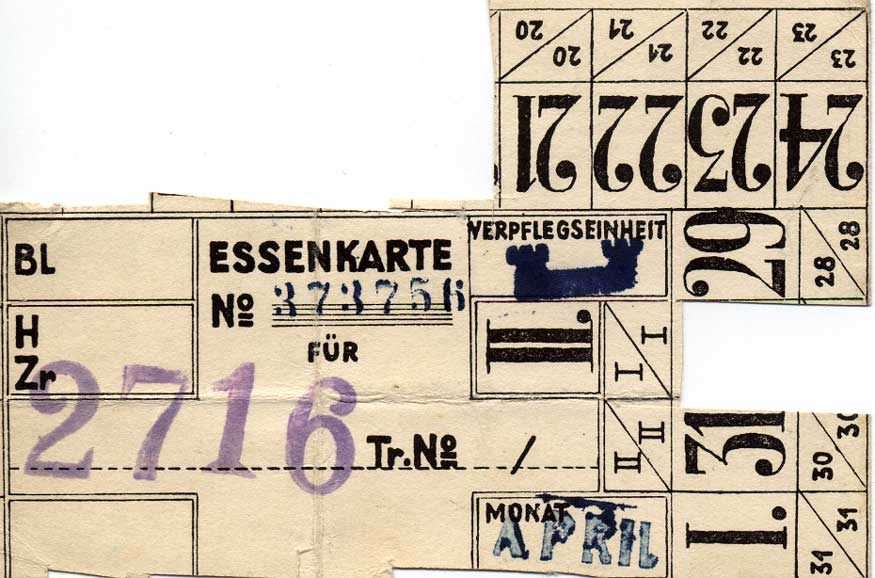 20 21 22 23
20 21 22 23
21 22 23 24
BL
ESSENKARTE
VERPFLEGSEINHEIT
29
28
28
No 373756
H
II.
I
I
FÜR
Zr
2716
Tr.No /
II
II
31
30
30
MONAT
APRIL
I.
31
31